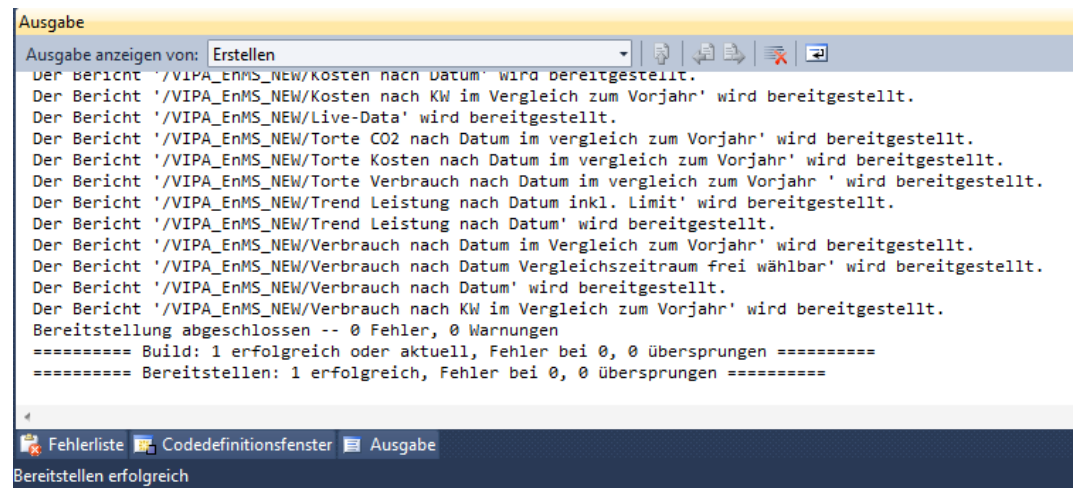 Ausgabe
Ausgabe anzeigen von: Erstellen
Der Bericht '/VIPA_EnMS_NEW/Kosten nach Datum' wird bereitgestellt.
Der Bericht '/VIPA_EnMS_NEW/Kosten nach KW im Vergleich zum Vorjahr' wird bereitgestellt.
Der Bericht '/VIPA_EnMS_NEW/Live-Data' wird bereitgestellt.
Der Bericht '/VIPA_EnMS_NEW/Torte CO2 nach Datum im vergleich zum Vorjahr' wird bereitgestellt.
Der Bericht '/VIPA_EnMS_NEW/Torte Kosten nach Datum im vergleich zum Vorjahr' wird bereitgestellt.
Der Bericht '/VIPA_EnMS_NEW/Torte Verbrauch nach Datum im vergleich zum Vorjahr ' wird bereitgestellt.
Der Bericht '/VIPA_EnMS_NEW/Trend Leistung nach Datum inkl. Limit' wird bereitgestellt.
Der Bericht '/VIPA_EnMS_NEW/Trend Leistung nach Datum' wird bereitgestellt.
Der Bericht '/VIPA_EnMS_NEW/Verbrauch nach Datum im Vergleich zum Vorjahr' wird bereitgestellt.
Der Bericht '/VIPA_EnMS_NEW/Verbrauch nach Datum Vergleichszeitraum frei wählbar' wird bereitgestellt.
Der Bericht '/VIPA_EnMS_NEW/Verbrauch nach Datum' wird bereitgestellt.
Der Bericht '/VIPA_EnMS_NEW/Verbrauch nach KW im Vergleich zum Vorjahr' wird bereitgestellt.
Bereitstellung abgeschlossen -- 0 Fehler, 0 Warnungen
========== Build: 1 erfolgreich oder aktuell, Fehler bei 0, 0 übersprungen ==========
========== Bereitstellen: 1 erfolgreich, Fehler bei 0, 0 übersprungen ==========
Fehlerliste Codedefinitionsfenster Ausgabe
Bereitstellen erfolgreich